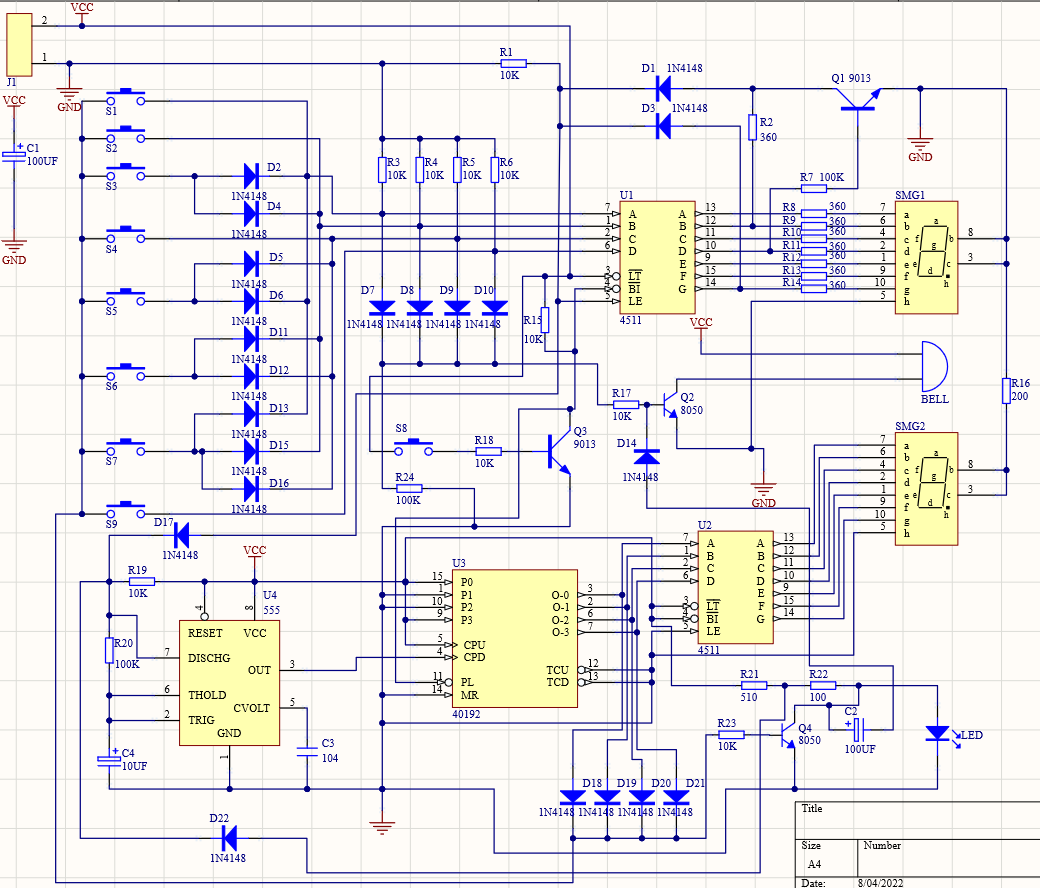 VCC
2
1
J1
GND
VCC
C1
100UF
GND
R1
10K
S1
S2
S3
S4
S5
S6
S7
S9
D2
1N4148
D4
1N4148
D5
1N4148
D6
1N4148
D11
1N4148
D12
1N4148
D13
1N4148
D15
1N4148
D16
1N4148
D17
1N4148
R3
10K
R4
10K
R5
10K
R6
10K
D7 D8 D9 D10
1N4148 1N4148 1N4148 1N4148
R15
10K
D1 1N4148
D3 1N4148
Q1 9013
R2
360
GND
R7 100K
U1
7 A A 13
1 B B 12
2 C C 11
6 D D 10
E 9
3 LT F 15
4 BI G 14
5 LE
4511
R8 360
R9 360
R10 360
R11 360
R12 360
R13 360
R14 360
SMG1
7 a
6 b
4 c
2 d
1 e
9 f
10 g
5 h
a
f b
g
e c
d
h
8
3
VCC
BELL
R16
200
R17
10K
Q2
8050
D14
1N4148
GND
S8
R18
10K
Q3
9013
R24
100K
SMG2
7 a
6 b
4 c
2 d
1 e
9 f
10 g
5 h
a
f b
g
e c
d
h
8
3
U2
7 A A 13
1 B B 12
2 C C 11
6 D D 10
E 9
3 LT F 15
4 BI G 14
5 LE
4511
R19
10K
VCC
U4
555
4
8
RESET VCC
7 DISCHG
OUT 3
6 THOLD
CVOLT 5
2 TRIG
GND
1
R20
100K
C4
10UF
C3
104
U3
15 P0 O-0 3
1 P1 O-1 2
10 P2 O-2 6
9 P3 O-3 7
5 CPU
4 CPD
TCU 12
11 PL TCD 13
14 MR
40192
R21
510
R22
100
R23
10K
Q4
8050
C2
100UF
LED
D18 D19 D20 D21
1N4148 1N4148 1N4148 1N4148
D22
1N4148
Title
Size Number
A4
Date: 8/04/2022